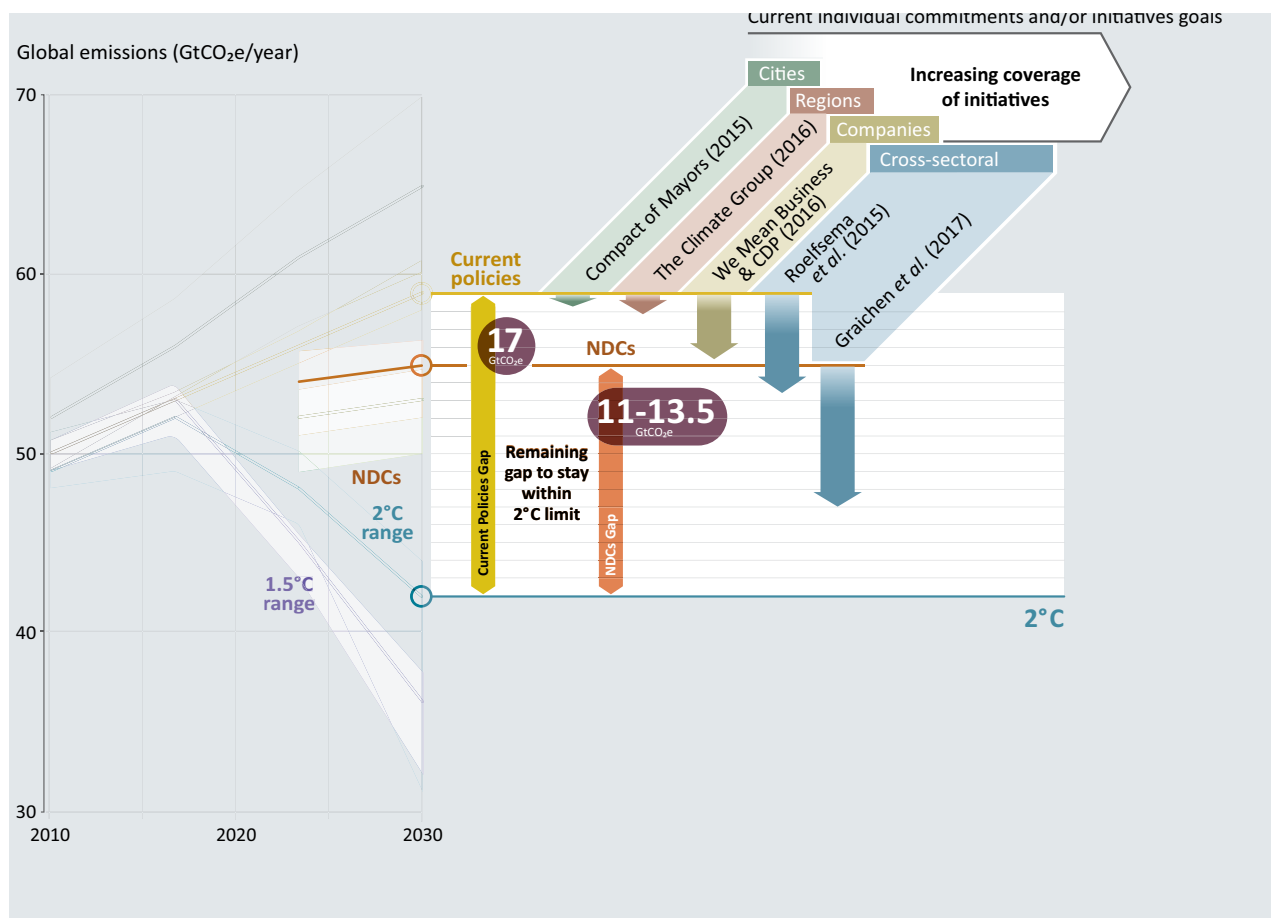 Current individual commitments and/or initiatives goals
Global emissions (GtCO₂e/year)
Cities
Increasing coverage
of initiatives
Regions
Companies
Cross-sectoral
Compact of Mayors (2015)
The Climate Group (2016)
We Mean Business
& CDP (2016)
Roelfsema
et al. (2015)
Graichen et al. (2017)
70
60
50
40
30
2010
2020
2030
Current
policies
17
GtCO₂e
NDCs
11-13.5
GtCO₂e
Remaining
gap to stay
within
2°C limit
Current Policies Gap
NDCs Gap
NDCs
2°C
range
1.5°C
range
2°C